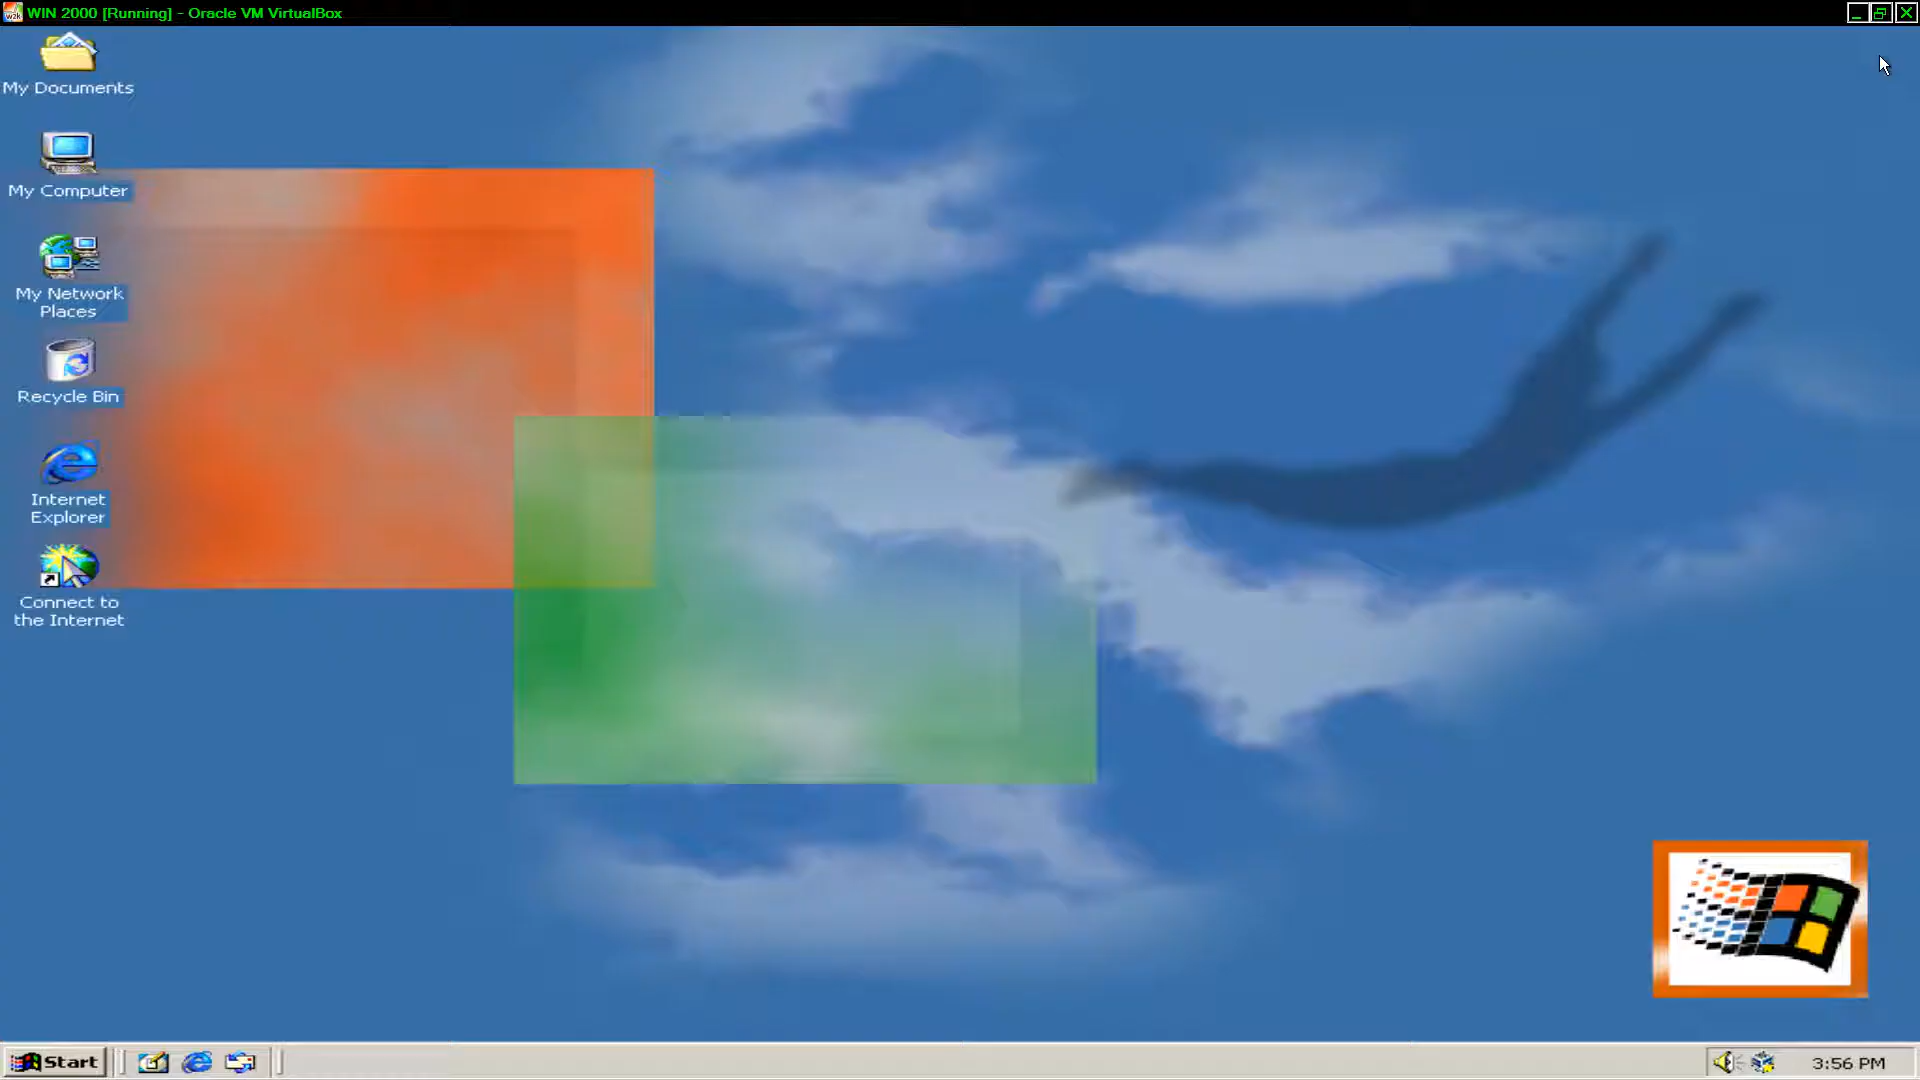 WIN 2000 [Running] - Oracle VM VirtualBox
My Documents
My Computer
My Network
Places
Recycle Bin
Internet
Explorer
Connect to
the Internet
Start
3:56 PM